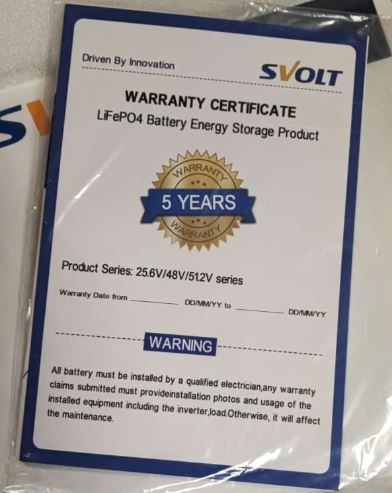 Driven By Innovation
SVOLT
WARRANTY CERTIFICATE
LiFePO4 Battery Energy Storage Product
WARRANTY
5 YEARS
WARRANTY
Product Series: 25.6V/48V/51.2V series
Warranty Date from ____________ DD/MM/YY to ____________ DD/MM/YY
WARNING
All battery must be installed by a qualified electrician,any warranty
claims submitted must provideinstallation photos and usage of the
installed equipment including the inverter,load.Otherwise, it will affect
the maintenance.
S